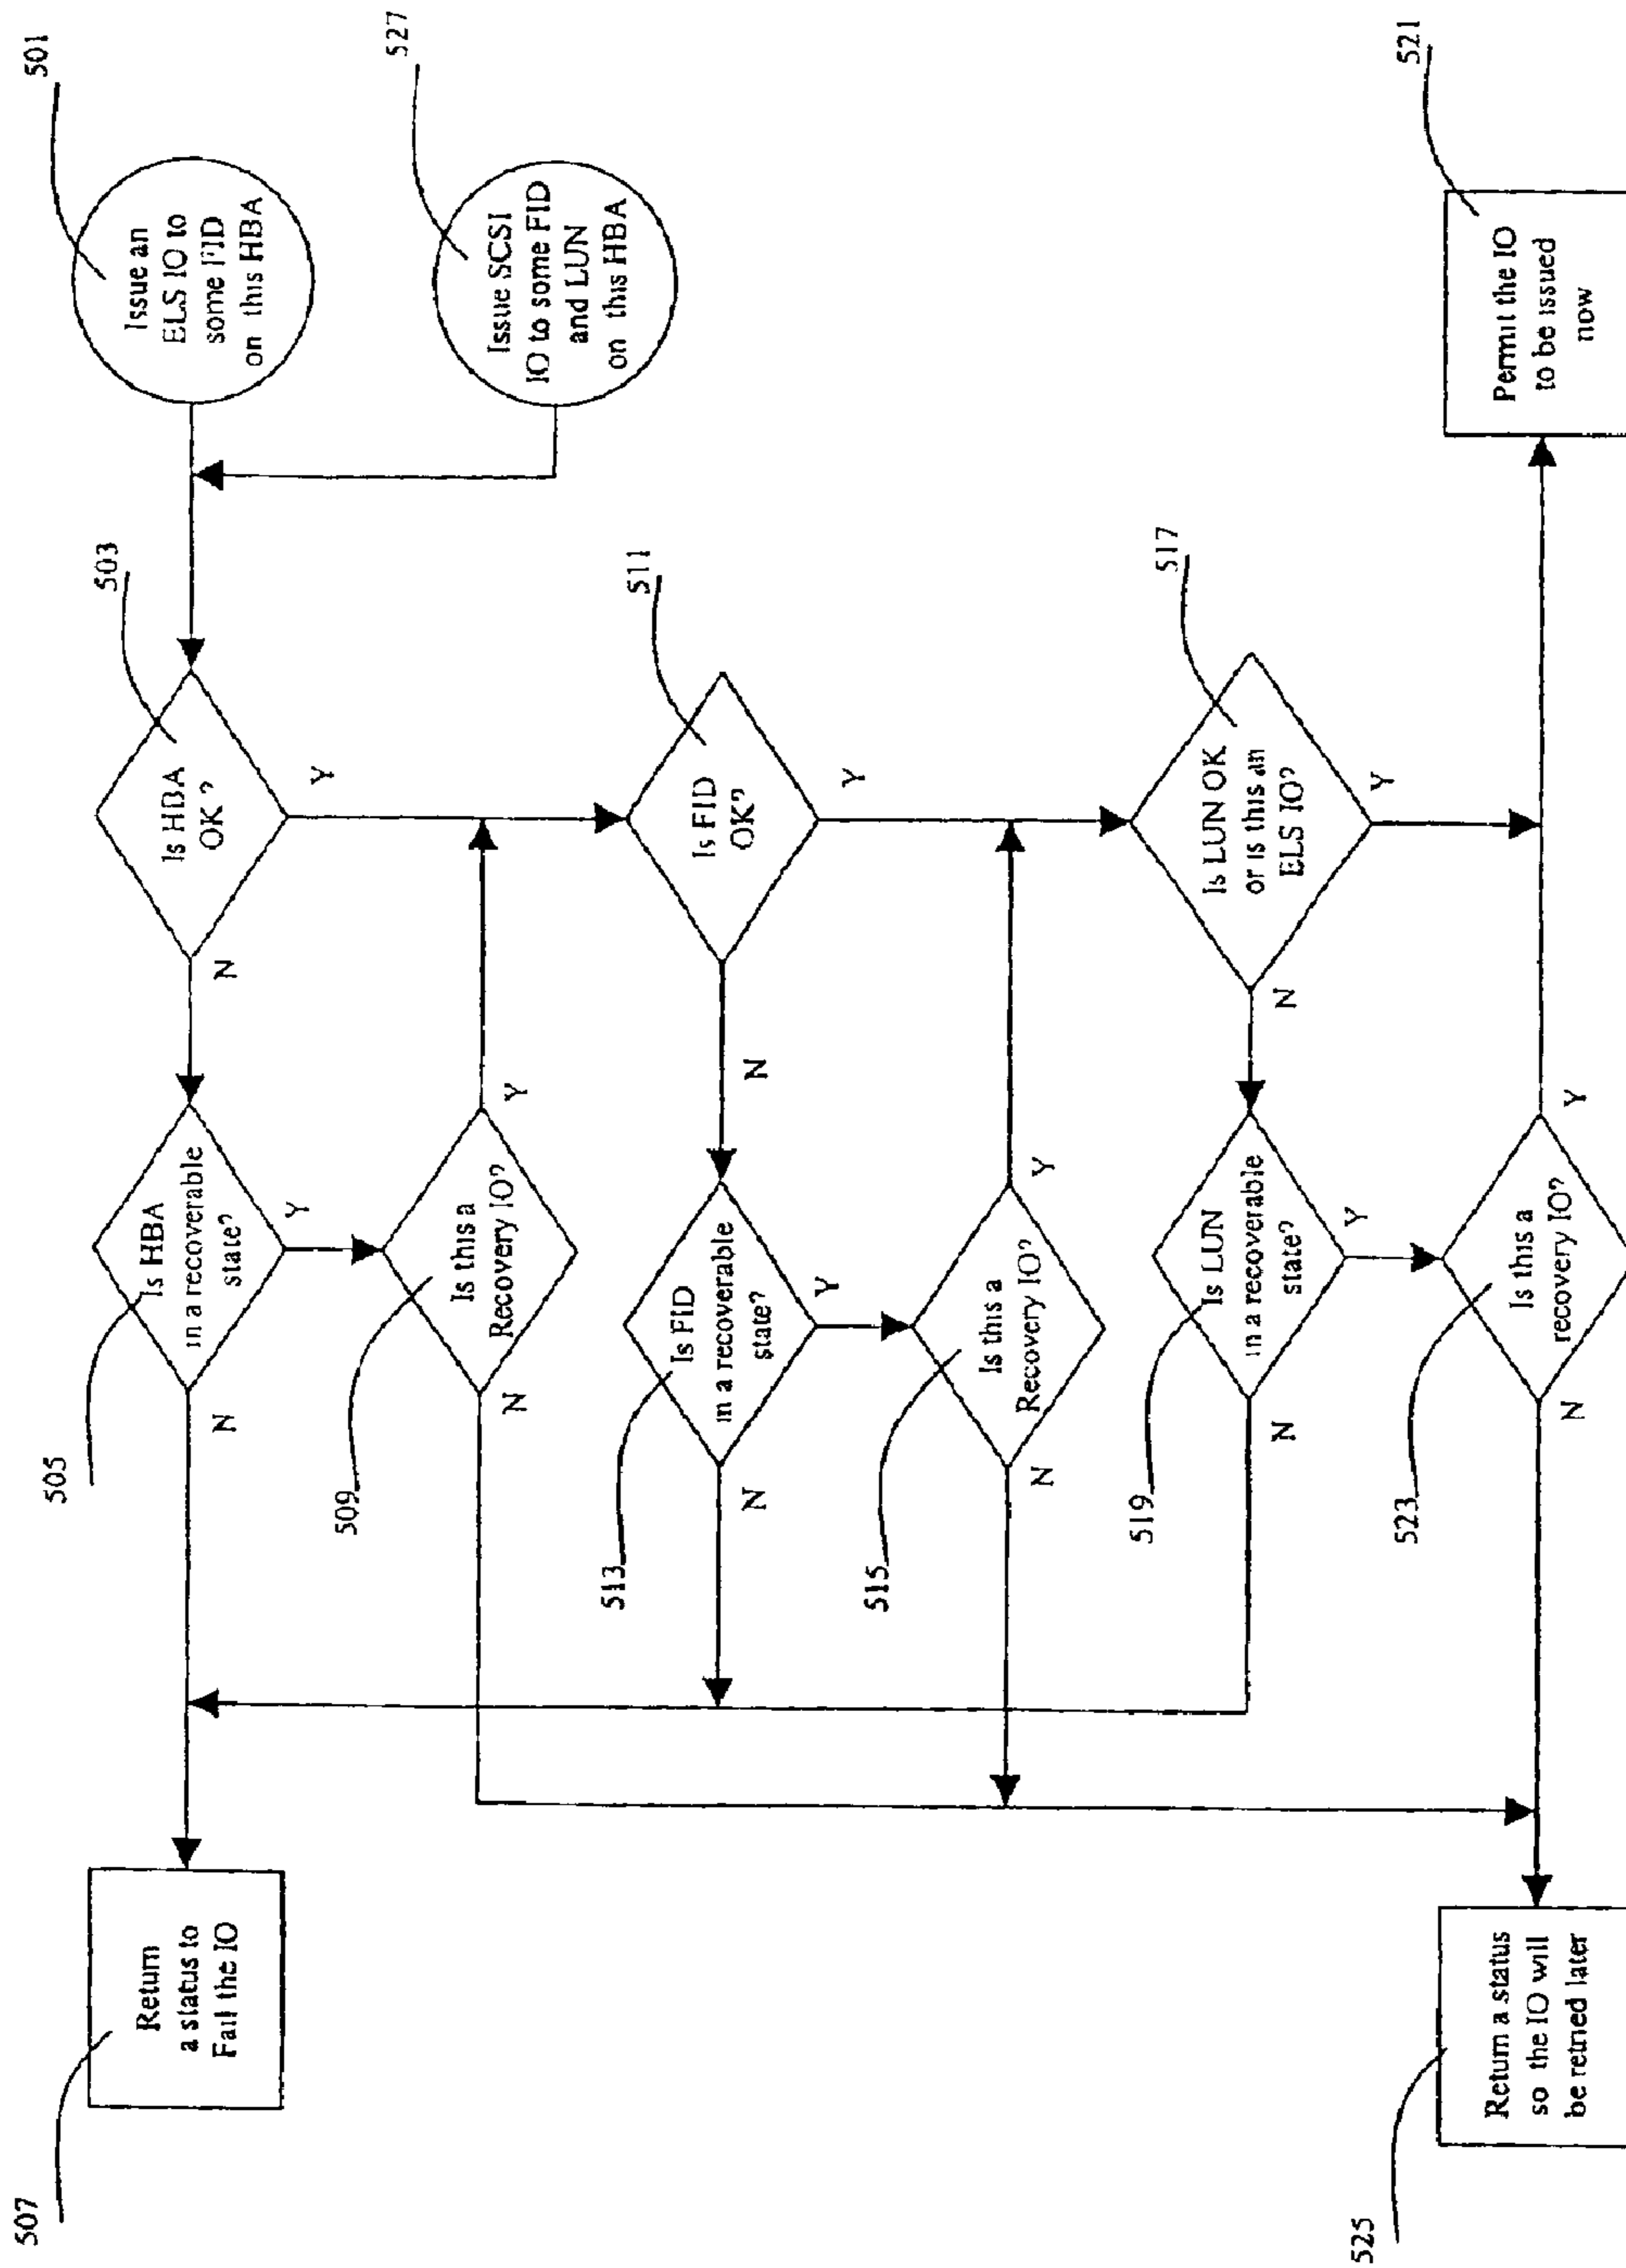 501
Issue an
ELS IO to
some FID
on this HBA
527
Issue SCSI
IO to some FID
and LUN
on this HBA
503
Is HBA
OK?
Y
N
505
Is HBA
in a recoverable
state?
Y
N
507
Return
a status to
Fail the IO
509
Is this a
Recovery IO?
Y
N
511
Is FID
OK?
Y
N
513
Is FID
in a recoverable
state?
Y
N
515
Is this a
Recovery IO?
Y
N
517
Is LUN OK
or is this an
ELS IO?
Y
N
519
Is LUN
in a recoverable
state?
Y
N
521
Permit the IO
to be issued
now
523
Is this a
recovery IO?
Y
N
525
Return a status
so the IO will
be retried later